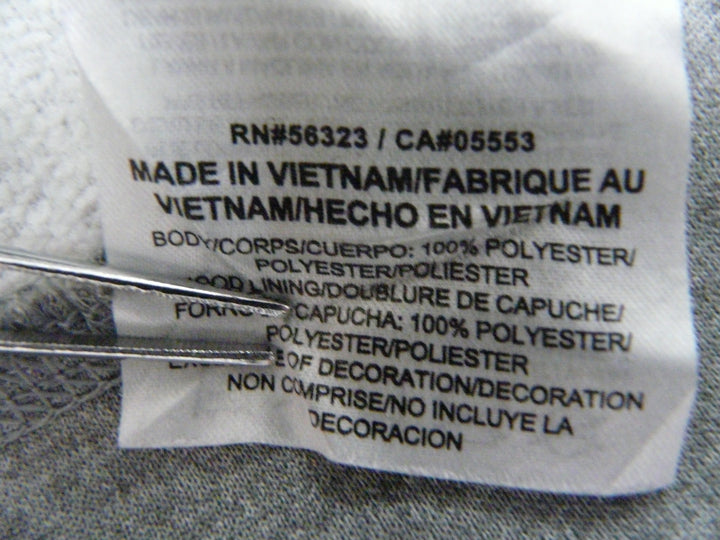 RN#56323 / CA#05553
MADE IN VIETNAM/FABRIQUE AU
VIETNAM/HECHO EN VIETNAM
BODY/CORPS/CUERPO: 100% POLYESTER/
POLYESTER/POLIESTER
LINING/DOUBLURE DE CAPUCHE/
CAPUCHA: 100% POLYESTER/
POLYESTER/POLIESTER
OF DECORATION/DECORATION
NON COMPRISE/NO INCLUYE LA
DECORACION